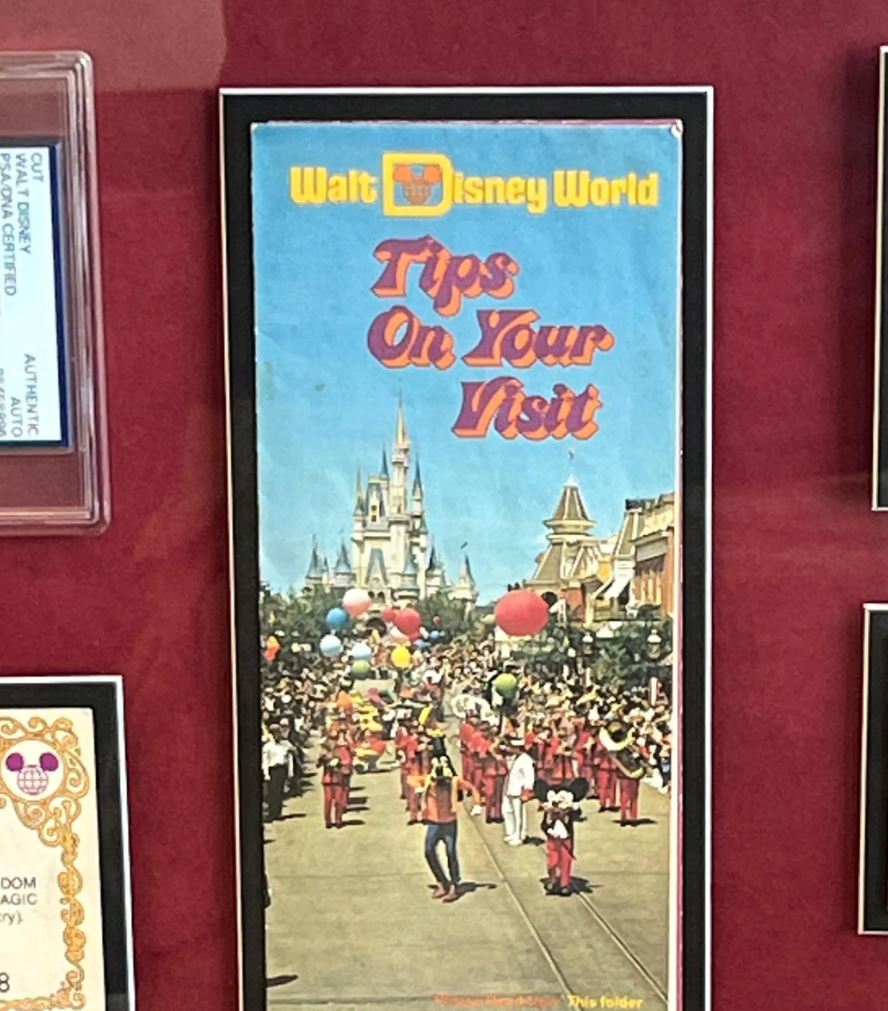 CUT
WALT DISNEY
PSA/DNA CERTIFIED
AUTHENTIC
AUTO
Walt Disney World
Tips
On Your
Visit
DOM
AGIC
ry)
8
This folder